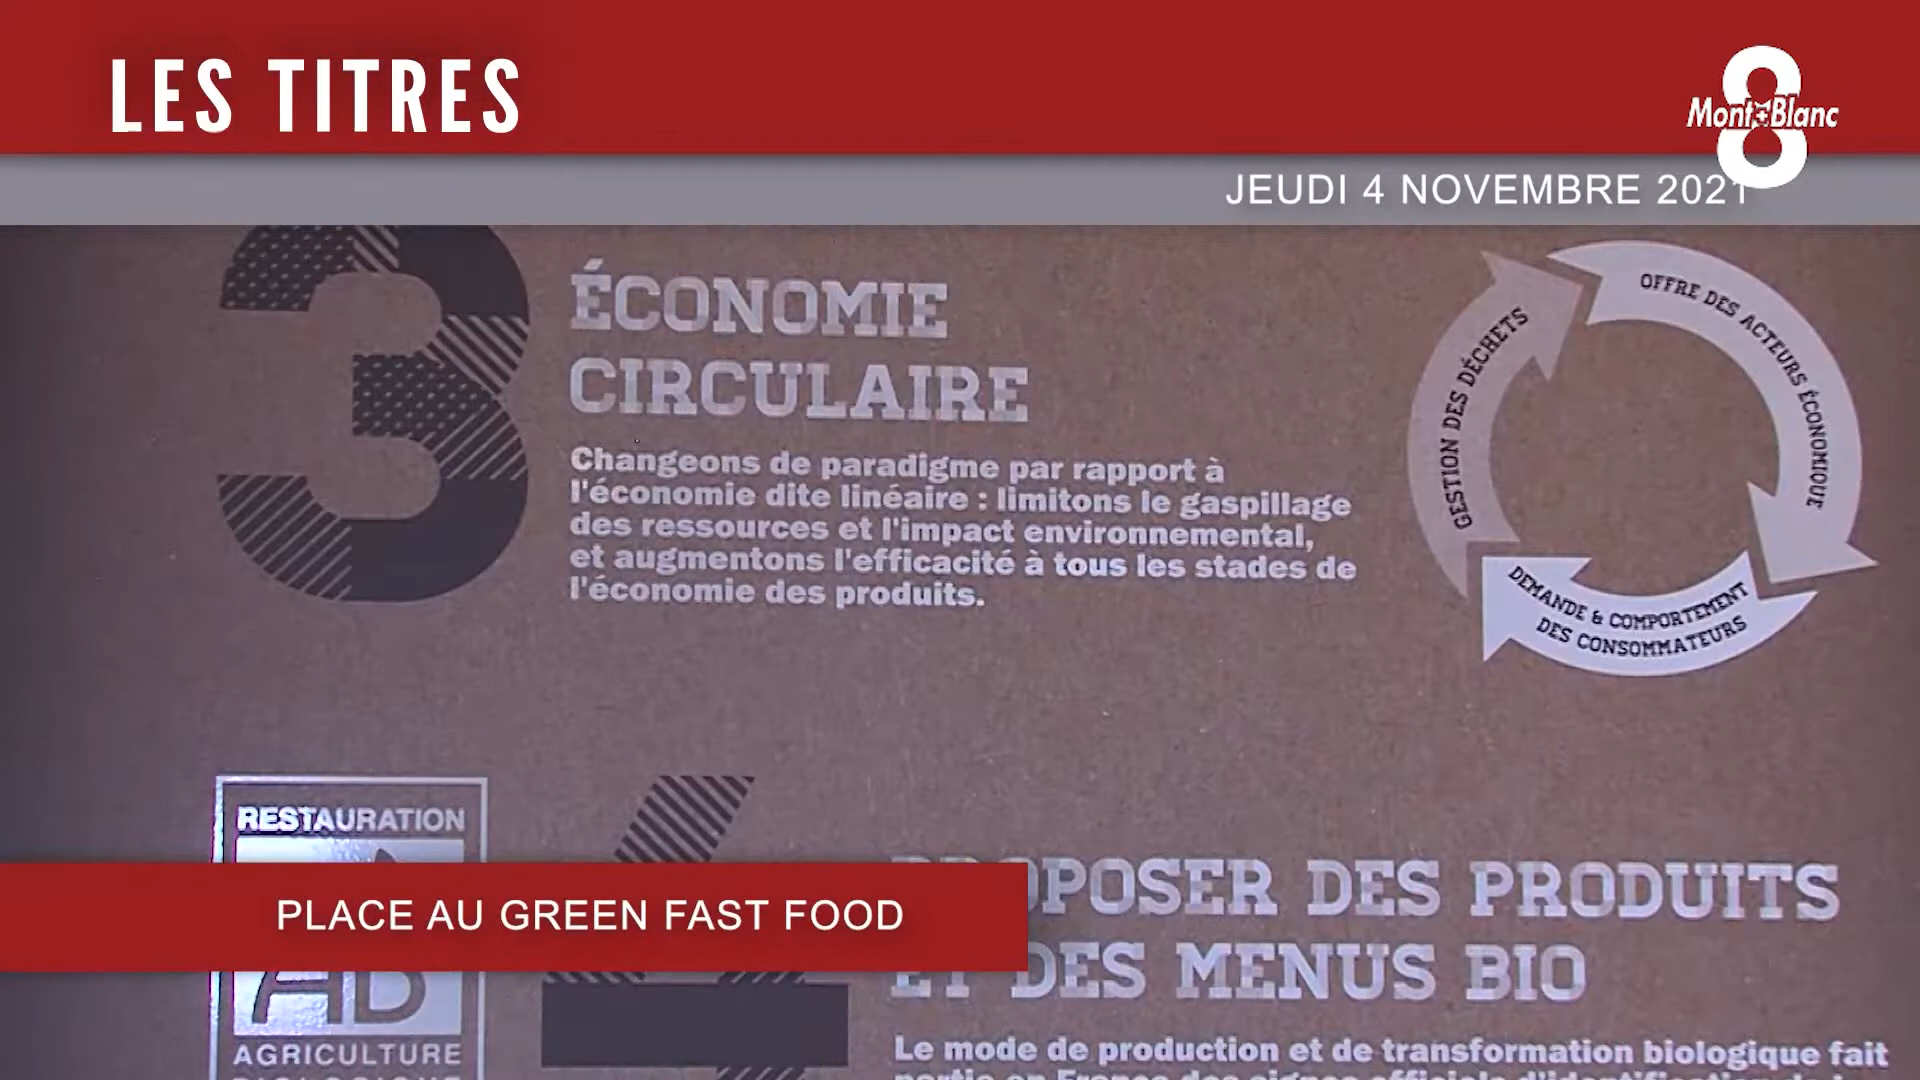 LES TITRES
8
Mont Blanc
JEUDI 4 NOVEMBRE 2021
3
ÉCONOMIE
CIRCULAIRE
Changeons de paradigme par rapport à
l'économie dite linéaire : limitons le gaspillage
des ressources et l'impact environnemental,
et augmentons l'efficacité à tous les stades de
l'économie des produits.
OFFRE DES ACTEURS ÉCONOMIQUE
GESTION DES DÉCHETS
DEMANDE & COMPORTEMENT
DES CONSOMMATEURS
RESTAURATION
AB
AGRICULTURE
PLACE AU GREEN FAST FOOD
4
PROPOSER DES PRODUITS
ET DES MENUS BIO
Le mode de production et de transformation biologique fait